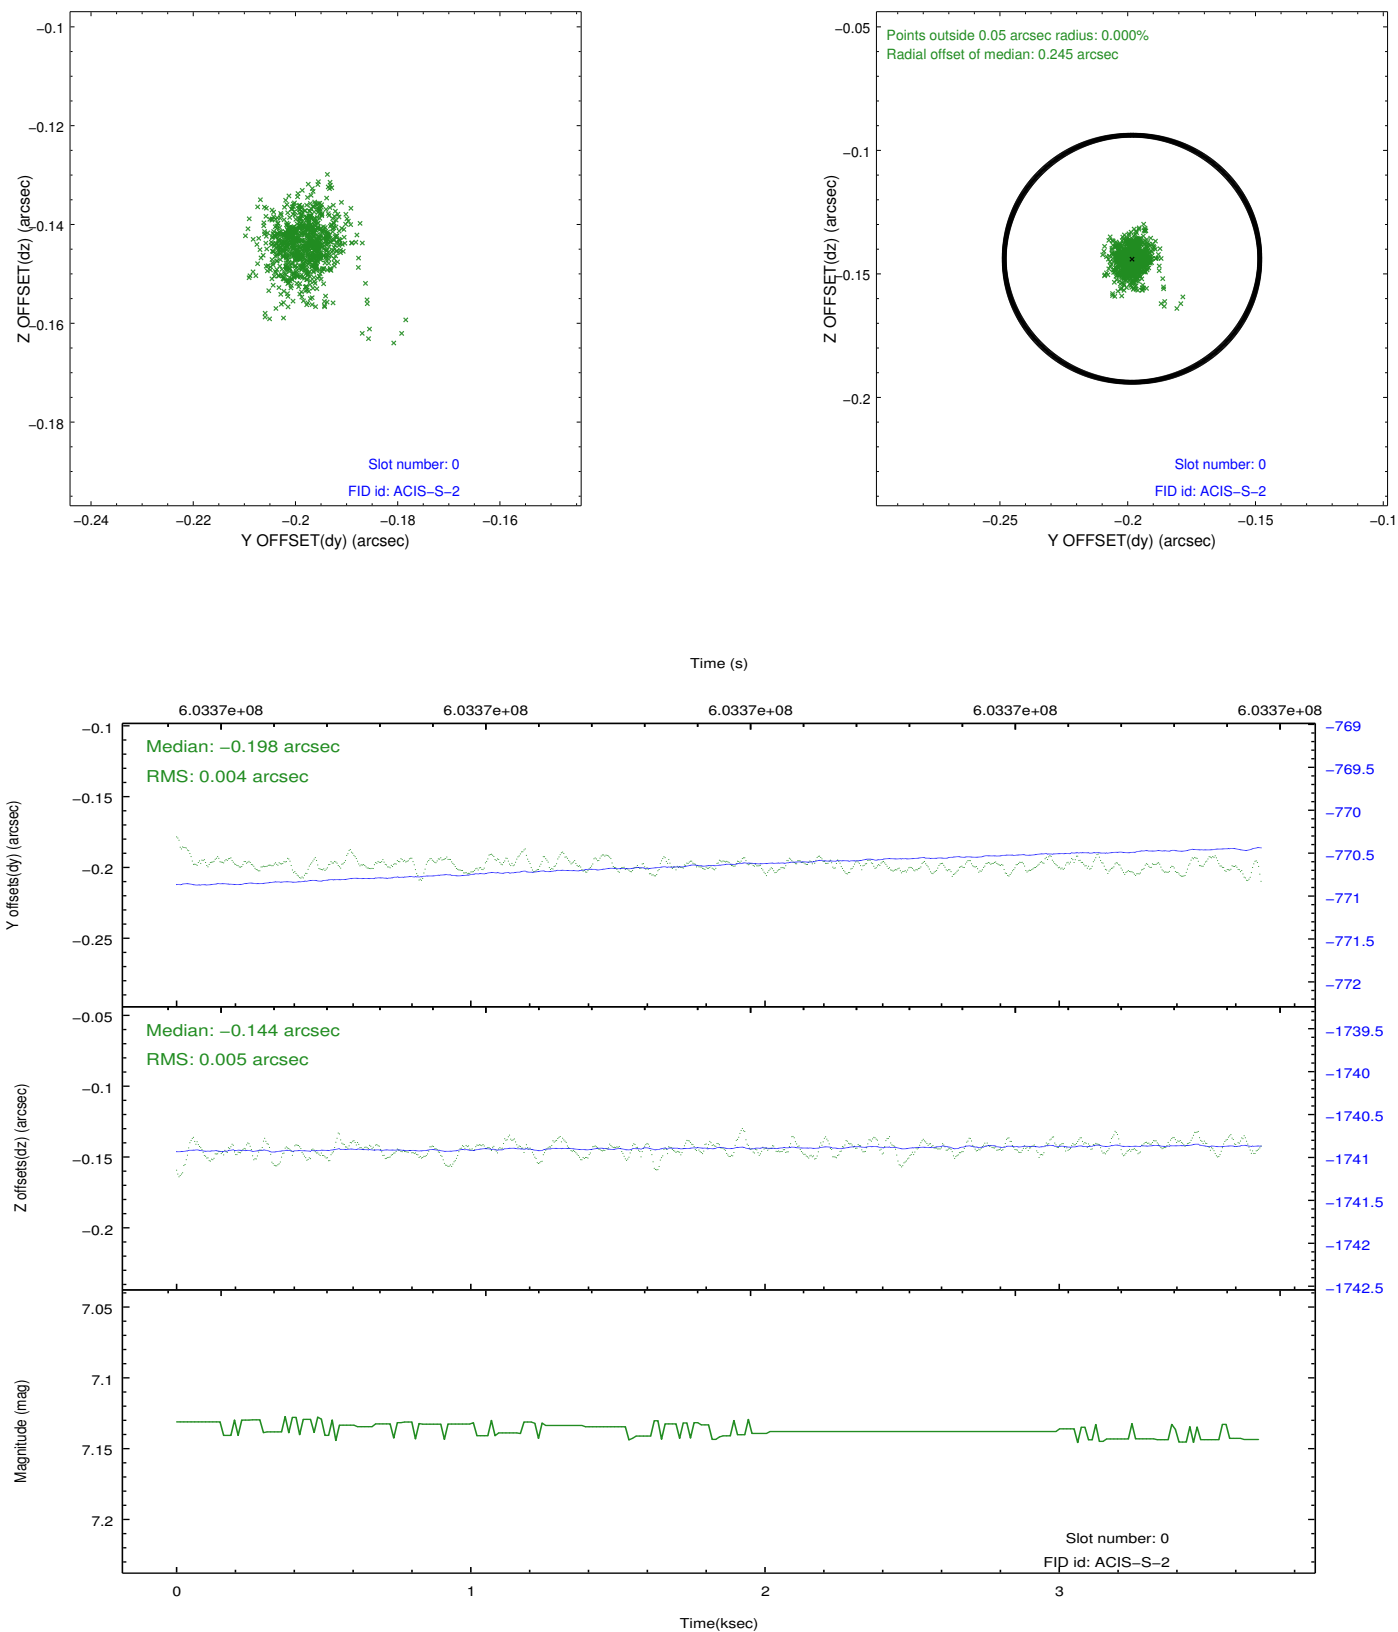 −0.1
−0.12
−0.14
−0.16
−0.18
Z OFFSET(dz) (arcsec)
Slot number: 0
FID id: ACIS−S−2
−0.24
−0.22
−0.2
−0.18
−0.16
Y OFFSET(dy) (arcsec)
−0.05
−0.1
−0.15
−0.2
Z OFFSET(dz) (arcsec)
Points outside 0.05 arcsec radius: 0.000%
Radial offset of median: 0.245 arcsec
Slot number: 0
FID id: ACIS−S−2
−0.25
−0.2
−0.15
−0.1
Y OFFSET(dy) (arcsec)
Time (s)
6.0337e+08
6.0337e+08
6.0337e+08
6.0337e+08
6.0337e+08
−0.1
−0.15
−0.2
−0.25
Y offsets(dy) (arcsec)
Median: −0.198 arcsec
RMS: 0.004 arcsec
−769
−769.5
−770
−770.5
−771
−771.5
−772
−0.05
−0.1
−0.15
−0.2
Z offsets(dz) (arcsec)
Median: −0.144 arcsec
RMS: 0.005 arcsec
−1739.5
−1740
−1740.5
−1741
−1741.5
−1742
−1742.5
7.05
7.1
7.15
7.2
Magnitude (mag)
Slot number: 0
FID id: ACIS−S−2
0
1
2
3
Time(ksec)